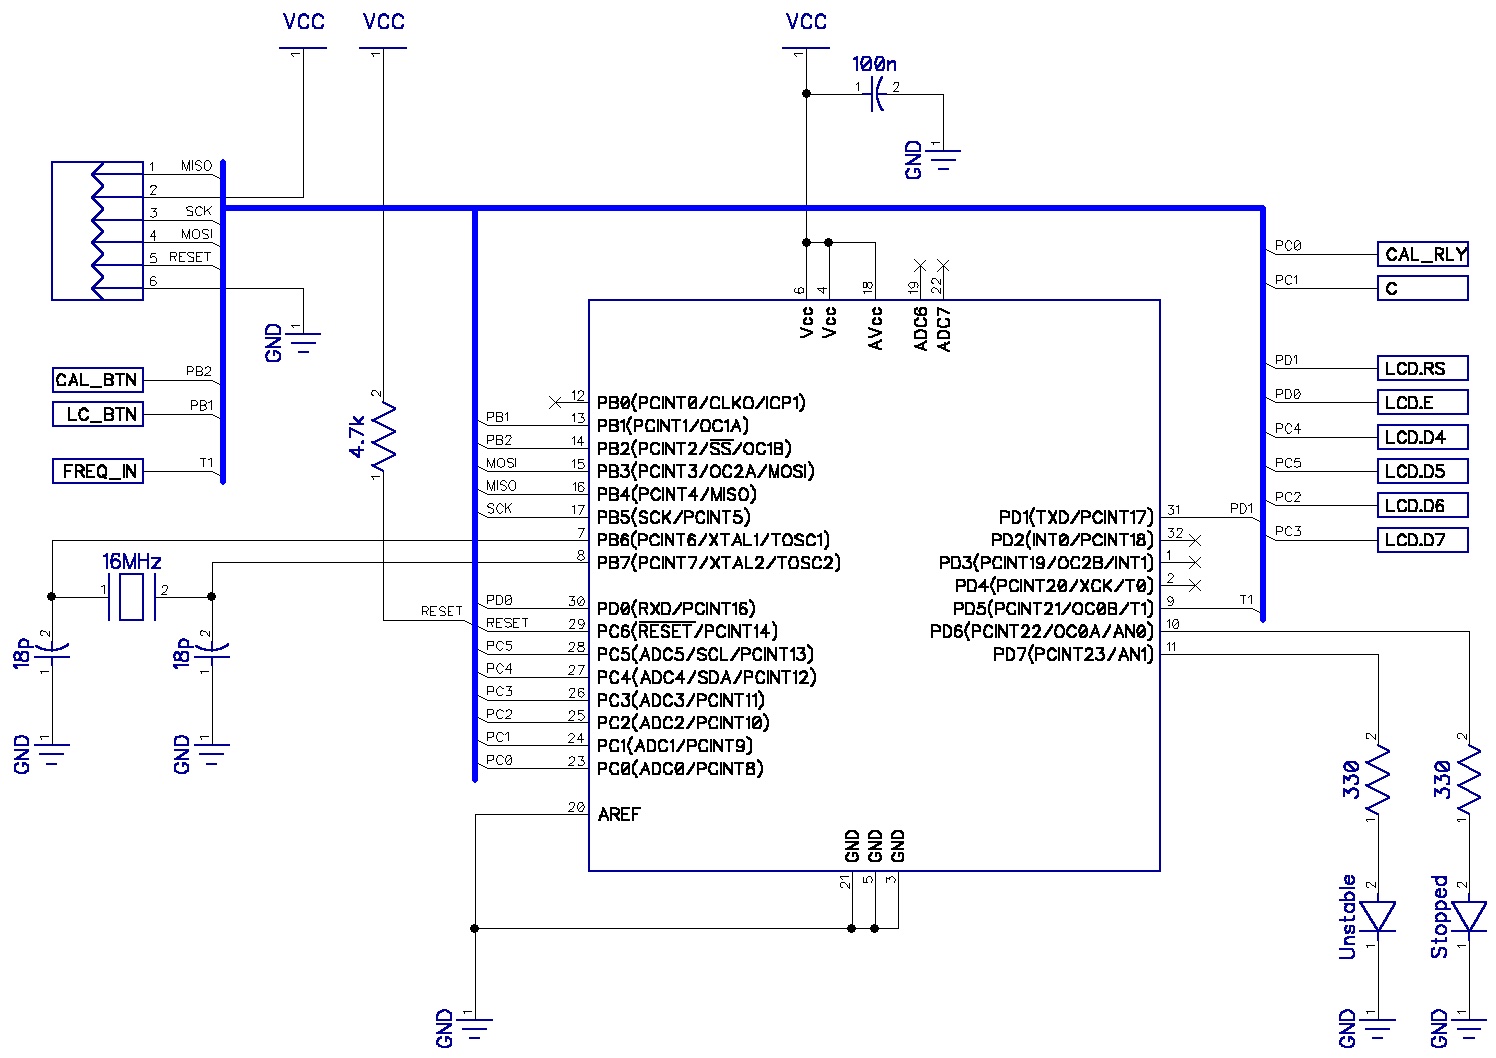 VCC
VCC
VCC
1
1
1
100n
1
2
1
GND
1
MISO
2
3
SCK
4
MOSI
5
RESET
6
1
GND
CAL_BTN
PB2
LC_BTN
PB1
FREQ_IN
T1
2
4.7k
1
6
4
18
19
22
Vcc
Vcc
AVcc
ADC6
ADC7
PC0
CAL_RLY
PC1
C
PD1
LCD.RS
PD0
LCD.E
PC4
LCD.D4
PC5
LCD.D5
PC2
LCD.D6
PC3
LCD.D7
12
PB0(PCINT0/CLKO/ICP1)
PB1
13
PB1(PCINT1/OC1A)
PB2
14
PB2(PCINT2/SS/OC1B)
MOSI
15
PB3(PCINT3/OC2A/MOSI)
MISO
16
PB4(PCINT4/MISO)
SCK
17
PB5(SCK/PCINT5)
7
PB6(PCINT6/XTAL1/TOSC1)
8
PB7(PCINT7/XTAL2/TOSC2)
PD0
30
PD0(RXD/PCINT16)
RESET
RESET
29
PC6(RESET/PCINT14)
PC5
28
PC5(ADC5/SCL/PCINT13)
PC4
27
PC4(ADC4/SDA/PCINT12)
PC3
26
PC3(ADC3/PCINT11)
PC2
25
PC2(ADC2/PCINT10)
PC1
24
PC1(ADC1/PCINT9)
PC0
23
PC0(ADC0/PCINT8)
20
AREF
PD1(TXD/PCINT17)
31
PD1
PD2(INT0/PCINT18)
32
PD3(PCINT19/OC2B/INT1)
1
PD4(PCINT20/XCK/T0)
2
PD5(PCINT21/OC0B/T1)
9
T1
PD6(PCINT22/OC0A/AN0)
10
PD7(PCINT23/AN1)
11
16MHz
1
2
2
18p
1
2
18p
1
1
GND
1
GND
GND
GND
GND
21
5
3
1
GND
2
330
1
2
330
1
2
Unstable
1
2
Stopped
1
1
GND
1
GND